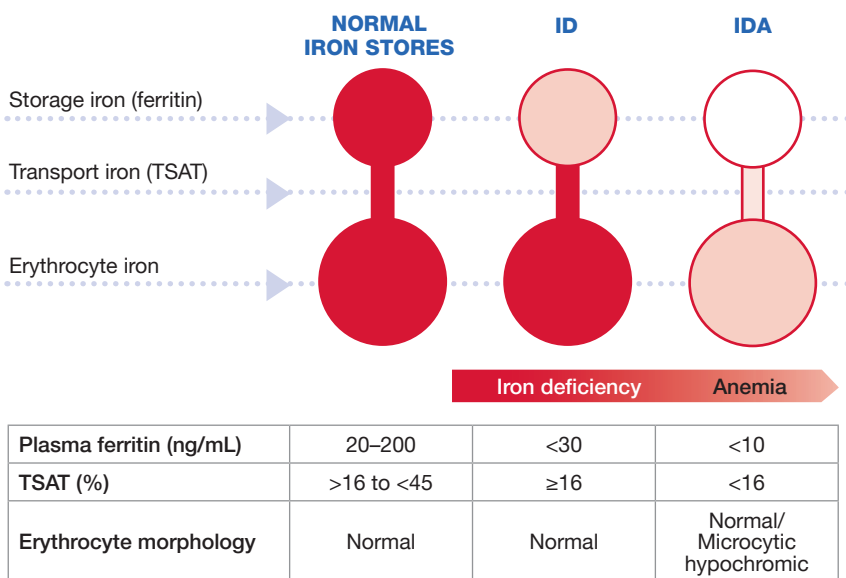 NORMAL
IRON STORES
ID
IDA
Storage iron (ferritin)
Transport iron (TSAT)
Erythrocyte iron
Iron deficiency
Anemia
Plasma ferritin (ng/mL) 20–200 <30 <10
TSAT (%) >16 to <45 ≥16 <16
Erythrocyte morphology Normal Normal Normal/
Microcytic
hypochromic